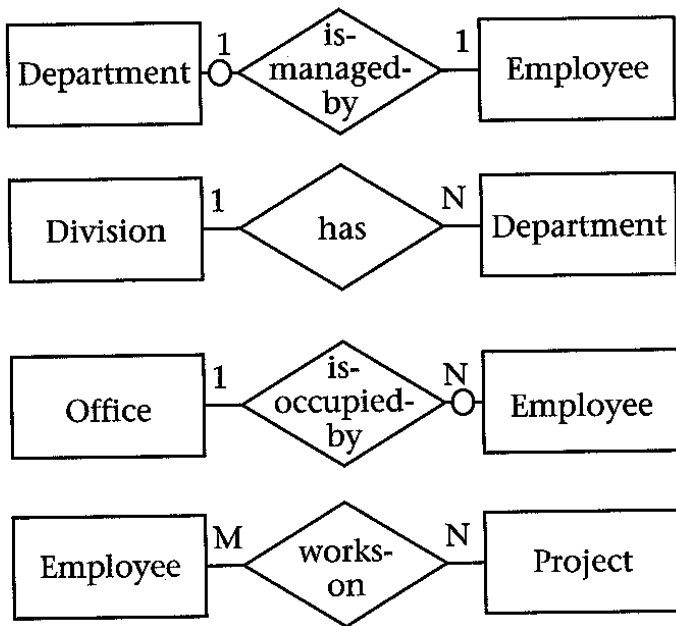 Department 1 is-managed-by 1 Employee
Division 1 has N Department
Office 1 is-occupied-by N Employee
Employee M works-on N Project